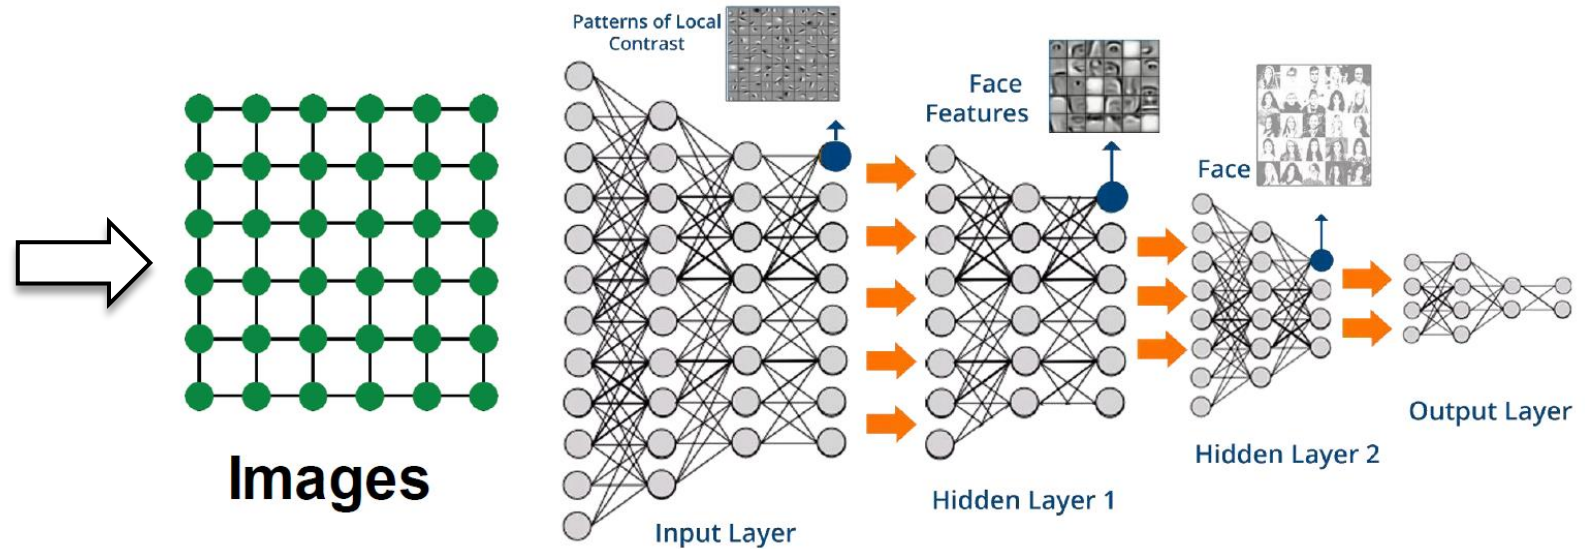 Images
Patterns of Local
Contrast
Input Layer
Face
Features
Hidden Layer 1
Face
Hidden Layer 2
Output Layer